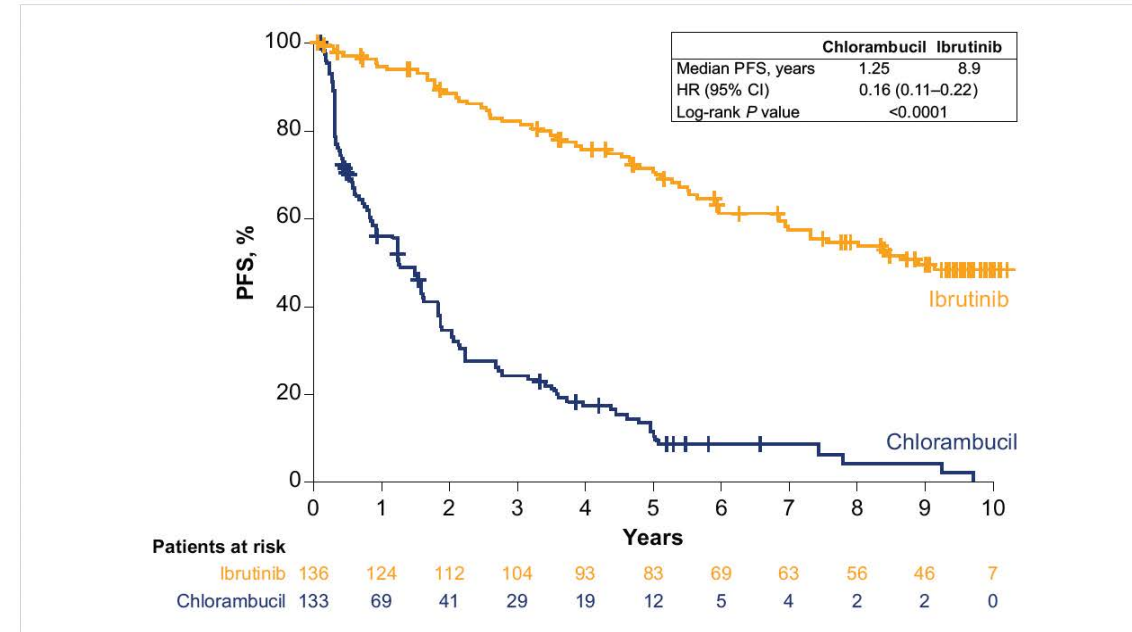 100
80
60
40
20
0
PFS, %
Chlorambucil Ibrutinib
Median PFS, years 1.25 8.9
HR (95% CI) 0.16 (0.11–0.22)
Log-rank P value <0.0001
Ibrutinib
Chlorambucil
0 1 2 3 4 5 6 7 8 9 10
Years
Patients at risk
Ibrutinib 136 124 112 104 93 83 69 63 56 46 7
Chlorambucil 133 69 41 29 19 12 5 4 2 2 0